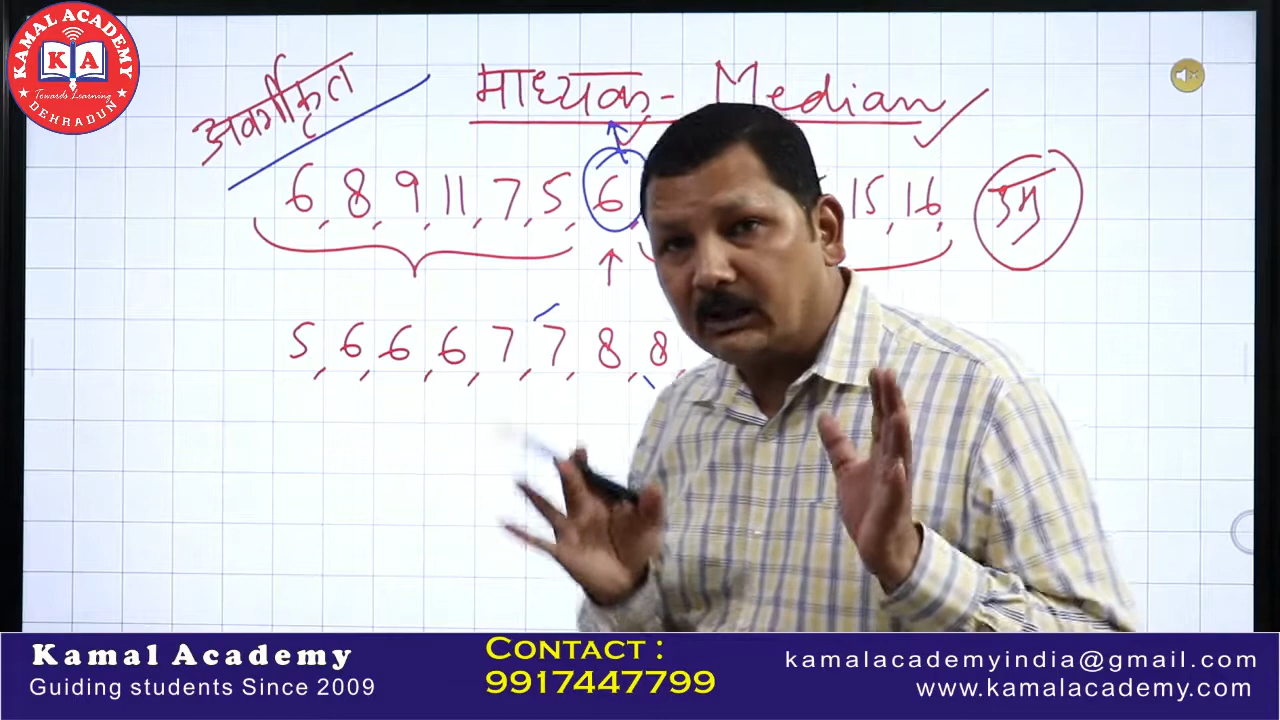 KAMAL ACADEMY
K A
Towards Learning
DEHRADUN
अवर्गीकृत
माध्यक - Median
6, 8, 9, 11, 7, 5, 6, 15, 16, क्रम
5, 6, 6, 6, 7, 7, 8, 8,
Kamal Academy
Guiding students Since 2009
CONTACT :
9917447799
kamalacademyindia@gmail.com
www.kamalacademy.com